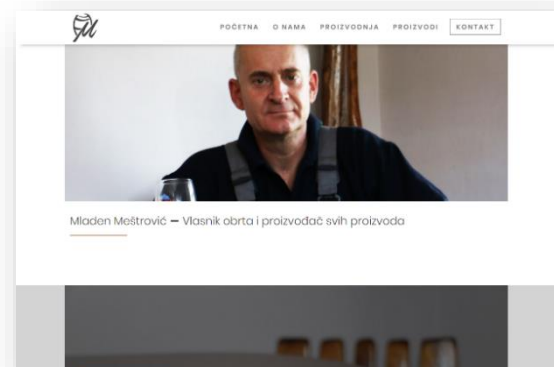 POČETNA O NAMA PROIZVODNJA PROIZVODI KONTAKT
Mladen Meštrović — Vlasnik obrta i proizvođač svih proizvoda